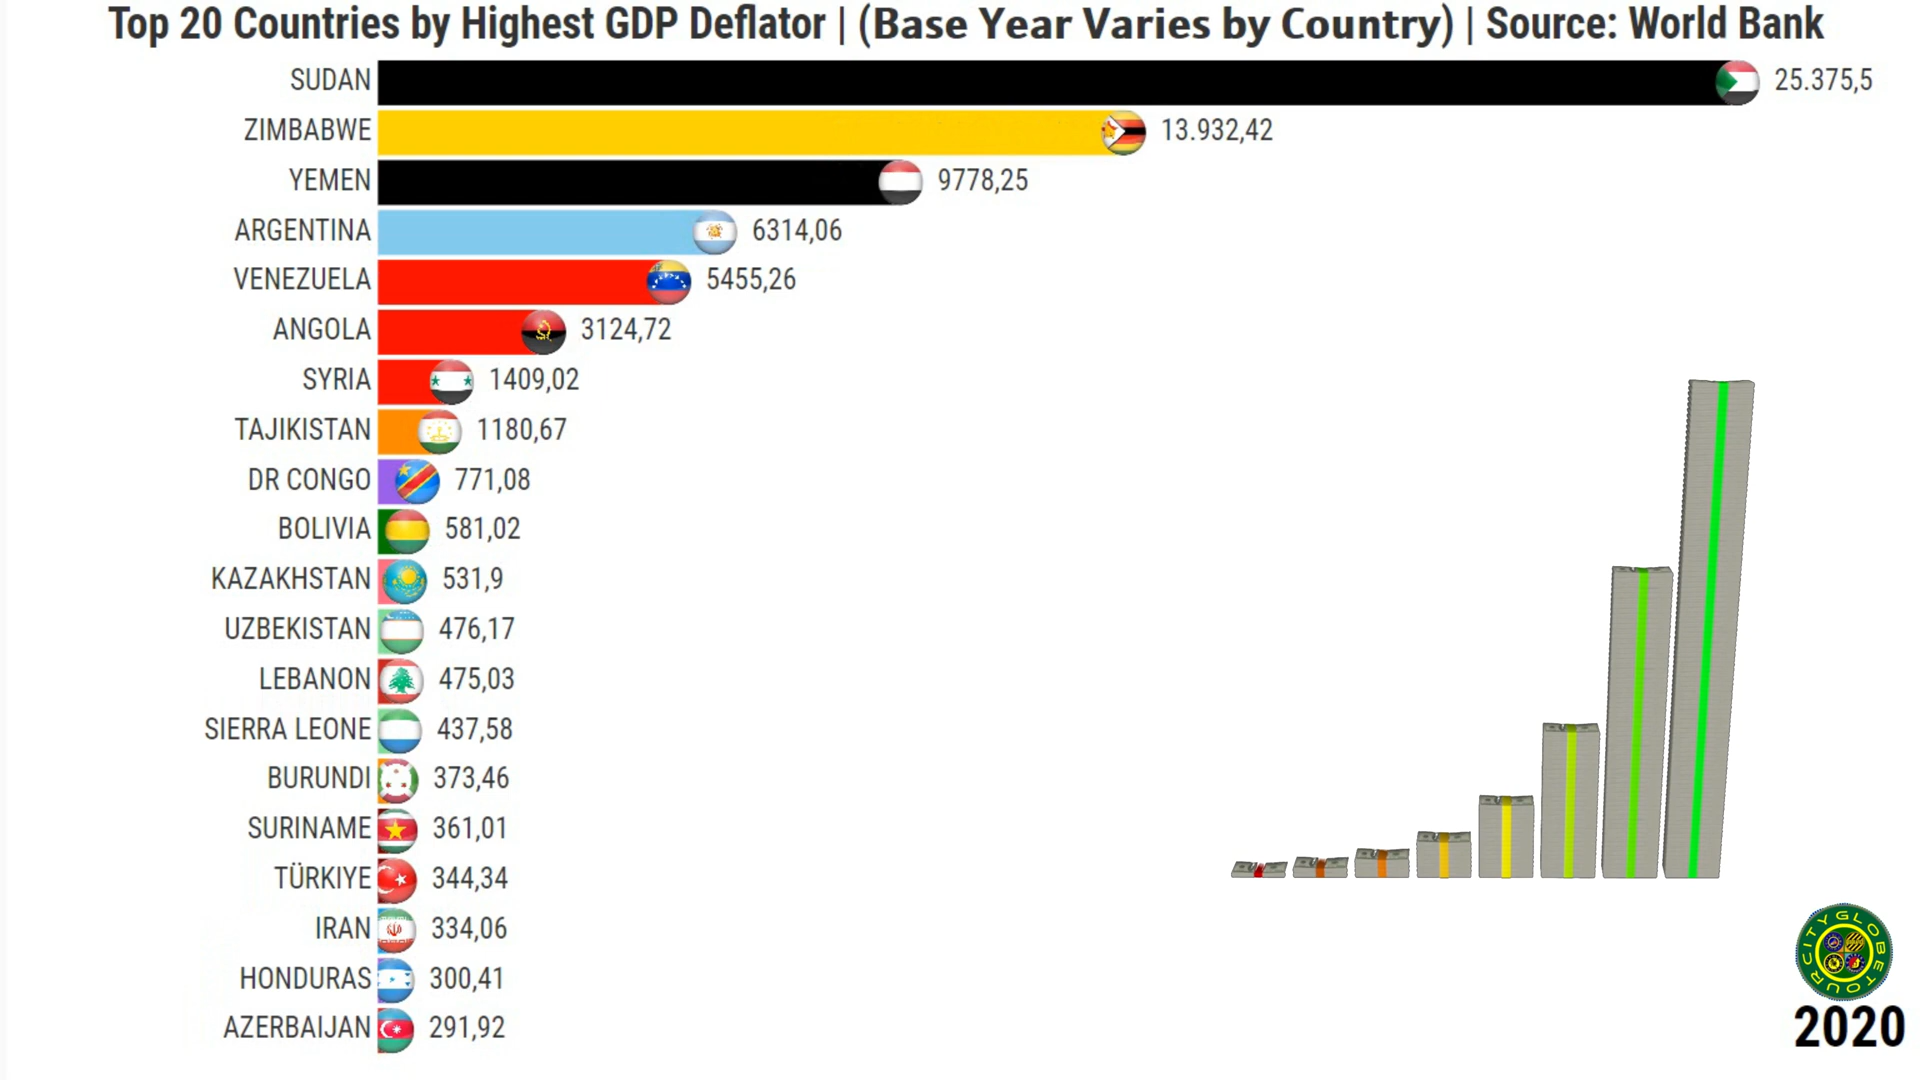 Top 20 Countries by Highest GDP Deflator | (Base Year Varies by Country) | Source: World Bank
SUDAN 25.375,5
ZIMBABWE 13.932,42
YEMEN 9778,25
ARGENTINA 6314,06
VENEZUELA 5455,26
ANGOLA 3124,72
SYRIA 1409,02
TAJIKISTAN 1180,67
DR CONGO 771,08
BOLIVIA 581,02
KAZAKHSTAN 531,9
UZBEKISTAN 476,17
LEBANON 475,03
SIERRA LEONE 437,58
BURUNDI 373,46
SURINAME 361,01
TÜRKIYE 344,34
IRAN 334,06
HONDURAS 300,41
AZERBAIJAN 291,92
CITYGLOBETOUR
2020